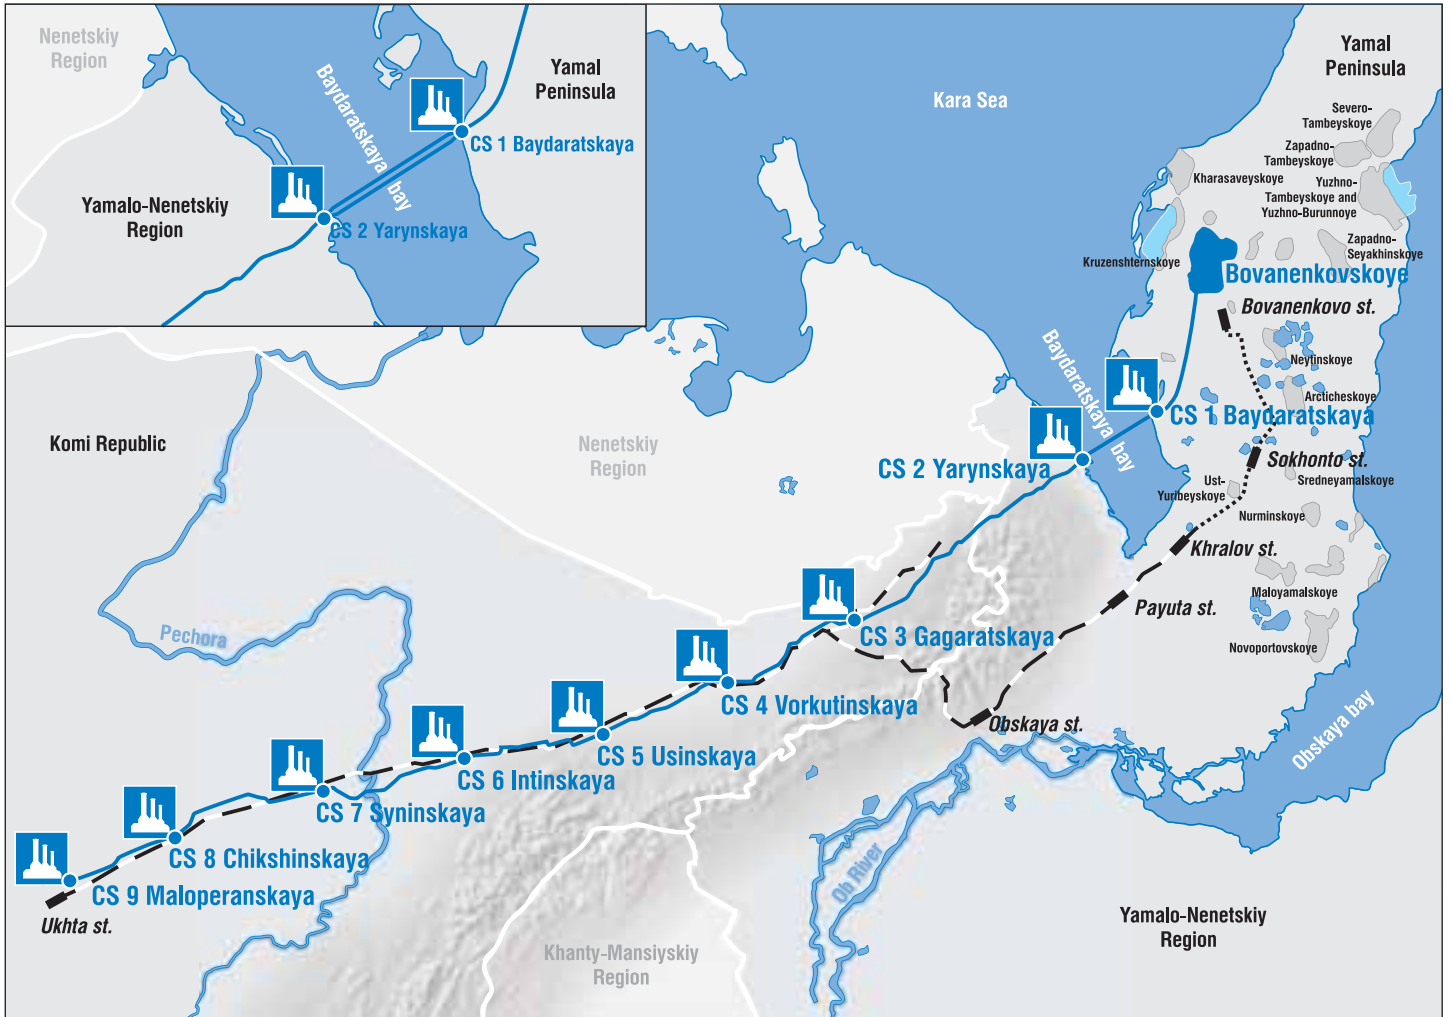 Nenetskiy
Region
Baydaratskaya bay
Yamal
Peninsula
CS 1 Baydaratskaya
Yamalo-Nenetskiy
Region
CS 2 Yarynskaya
Kara Sea
Yamal
Peninsula
Severo-
Tambeyskoye
Zapadno-
Tambeyskoye
Kharasaveyskoye
Yuzhno-
Tambeyskoye and
Yuzhno-Burunnoye
Kruzenshternskoye
Zapadno-
Seyakhinskoye
Bovanenkovskoye
Bovanenkovo st.
Neytinskoye
Baydaratskaya bay
Arcticheskoye
CS 1 Baydaratskaya
Komi Republic
Nenetskiy
Region
CS 2 Yarynskaya
Sokhonto st.
Ust-
Yuribeyskoye
Sredneyamalskoye
Nurminskoye
Khralov st.
Maloyamalskoye
Payuta st.
Pechora
CS 3 Gagaratskaya
Novoportovskoye
CS 4 Vorkutinskaya
Obskaya st.
Obskaya bay
CS 5 Usinskaya
CS 6 Intinskaya
CS 7 Syninskaya
CS 8 Chikshinskaya
CS 9 Maloperanskaya
Ukhta st.
Ob River
Khanty-Mansiyskiy
Region
Yamalo-Nenetskiy
Region